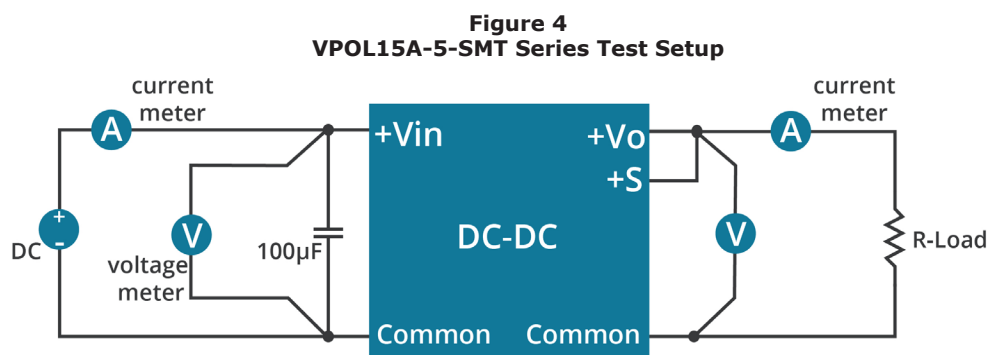 Figure 4
VPOL15A-5-SMT Series Test Setup
current
meter
A
+
-
DC
V
voltage
meter
100µF
+Vin
+Vo
+S
DC-DC
Common
Common
current
meter
A
V
R-Load